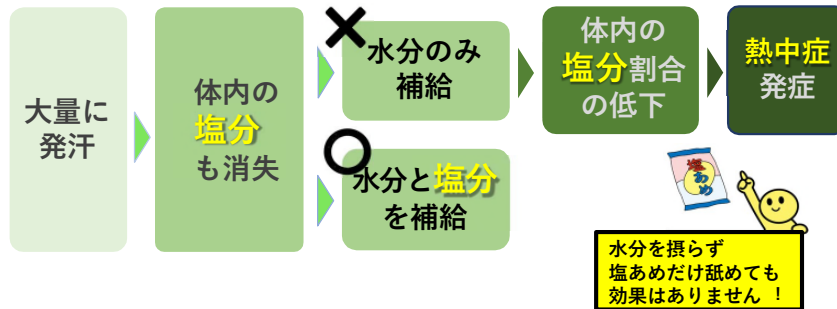 大量に
発汗
体内の
塩分
も消失
水分のみ
補給
体内の
塩分割合
の低下
熱中症
発症
水分と塩分
を補給
塩あめ
水分を摂らず
塩あめだけ舐めても
効果はありません！